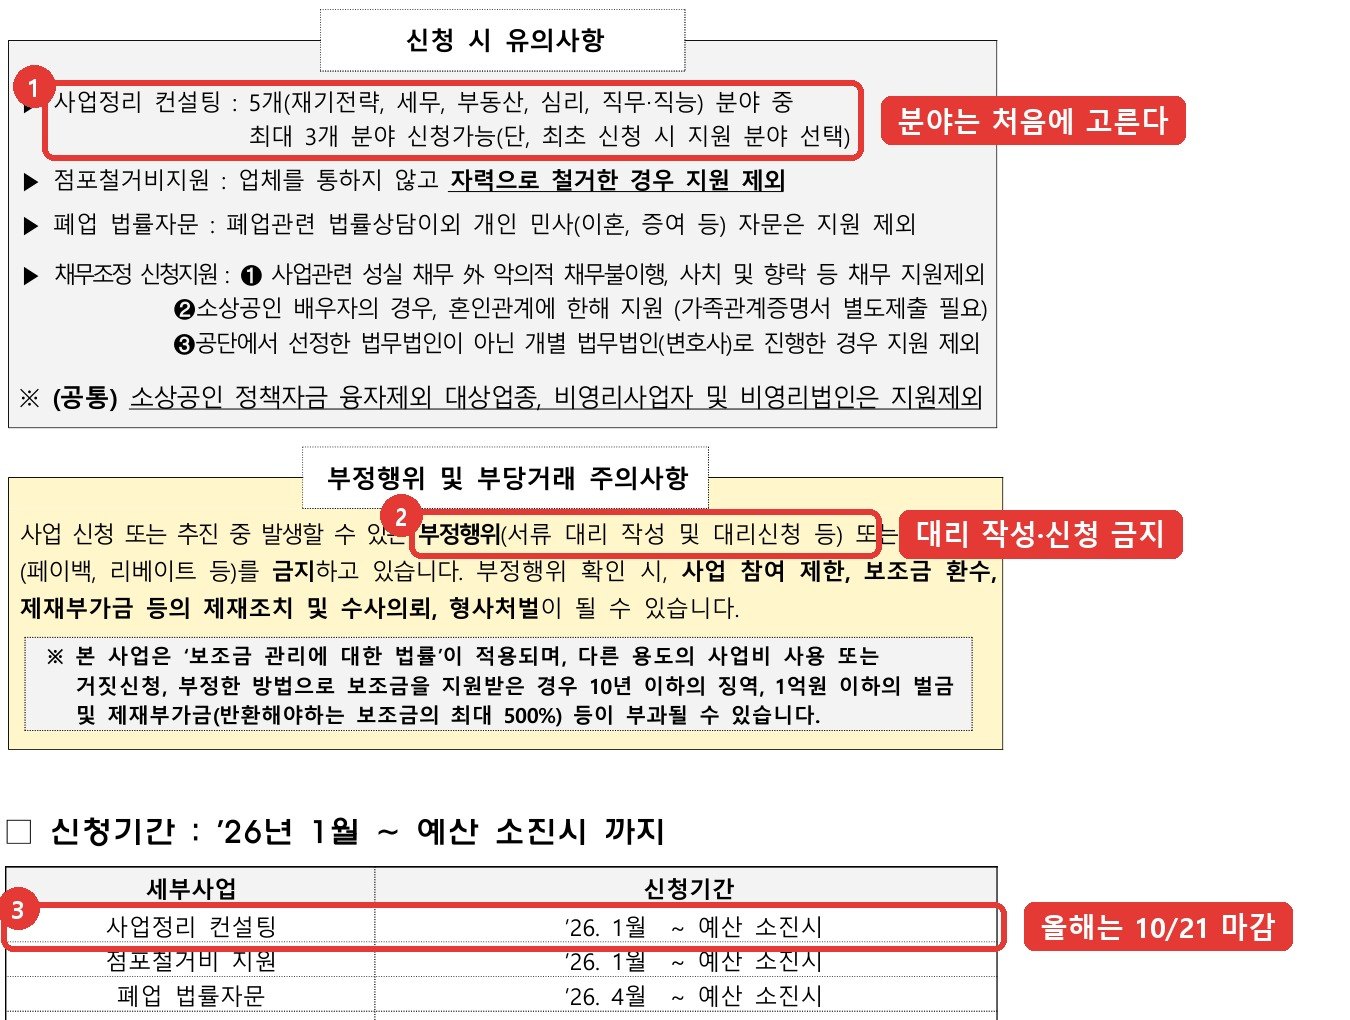 신청 시 유의사항
1
사업정리 컨설팅 : 5개(재기전략, 세무, 부동산, 심리, 직무·직능) 분야 중
최대 3개 분야 신청가능(단, 최초 신청 시 지원 분야 선택)
분야는 처음에 고른다
▶ 점포철거비지원 : 업체를 통하지 않고 자력으로 철거한 경우 지원 제외
▶ 폐업 법률자문 : 폐업관련 법률상담이외 개인 민사(이혼, 증여 등) 자문은 지원 제외
▶ 채무조정 신청지원 : ❶ 사업관련 성실 채무 外 악의적 채무불이행, 사치 및 향락 등 채무 지원제외
❷소상공인 배우자의 경우, 혼인관계에 한해 지원 (가족관계증명서 별도제출 필요)
❸공단에서 선정한 법무법인이 아닌 개별 법무법인(변호사)로 진행한 경우 지원 제외
※ (공통) 소상공인 정책자금 융자제외 대상업종, 비영리사업자 및 비영리법인은 지원제외
부정행위 및 부당거래 주의사항
2
사업 신청 또는 추진 중 발생할 수 있는 부정행위(서류 대리 작성 및 대리신청 등) 또는
대리 작성·신청 금지
(페이백, 리베이트 등)를 금지하고 있습니다. 부정행위 확인 시, 사업 참여 제한, 보조금 환수,
제재부가금 등의 제재조치 및 수사의뢰, 형사처벌이 될 수 있습니다.
※ 본 사업은 ‘보조금 관리에 대한 법률’이 적용되며, 다른 용도의 사업비 사용 또는
거짓신청, 부정한 방법으로 보조금을 지원받은 경우 10년 이하의 징역, 1억원 이하의 벌금
및 제재부가금(반환해야하는 보조금의 최대 500%) 등이 부과될 수 있습니다.
□ 신청기간 : ’26년 1월 ~ 예산 소진시 까지
세부사업 신청기간
3
사업정리 컨설팅 ’26. 1월 ~ 예산 소진시
올해는 10/21 마감
점포철거비 지원 ’26. 1월 ~ 예산 소진시
폐업 법률자문 ’26. 4월 ~ 예산 소진시